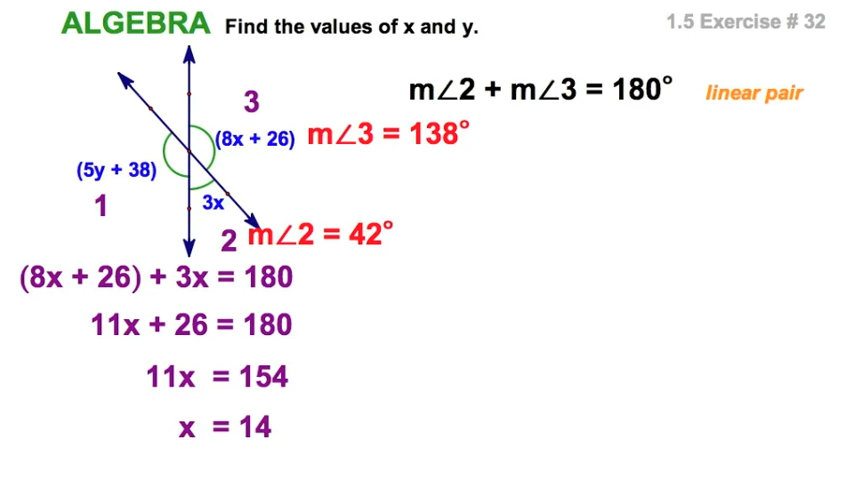 ALGEBRA Find the values of x and y.
1.5 Exercise # 32
m∠2 + m∠3 = 180°
linear pair
3
(8x + 26)
m∠3 = 138°
(5y + 38)
1
3x
2
m∠2 = 42°
(8x + 26) + 3x = 180
11x + 26 = 180
11x = 154
x = 14